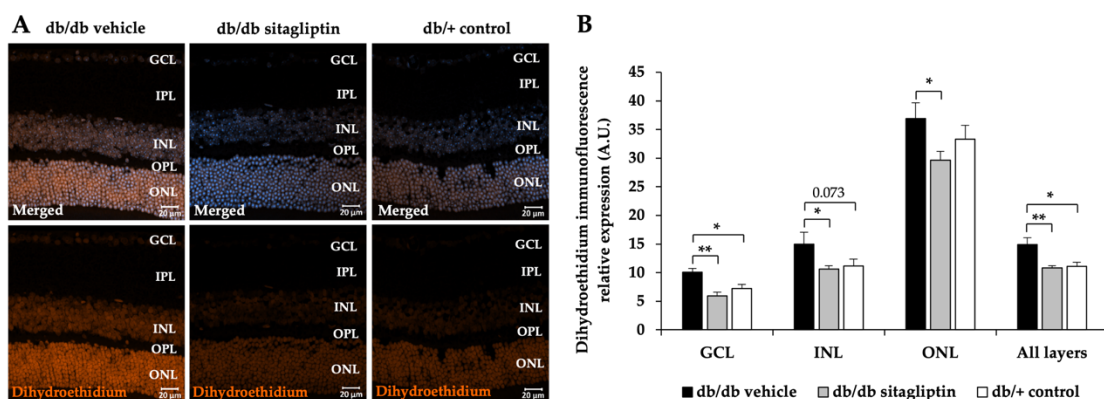 A
db/db vehicle
db/db sitagliptin
db/+ control
GCL
IPL
INL
OPL
ONL
Merged
20 µm
GCL
IPL
INL
OPL
ONL
Merged
20 µm
GCL
IPL
INL
OPL
ONL
Merged
20 µm
GCL
IPL
INL
OPL
ONL
Dihydroethidium
20 µm
GCL
IPL
INL
OPL
ONL
Dihydroethidium
20 µm
GCL
IPL
INL
OPL
ONL
Dihydroethidium
20 µm
B
Dihydroethidium immunofluorescence
relative expression (A.U.)
45
40
35
30
25
20
15
10
5
0
**
*
*
0.073
*
**
*
GCL
INL
ONL
All layers
db/db vehicle
db/db sitagliptin
db/+ control